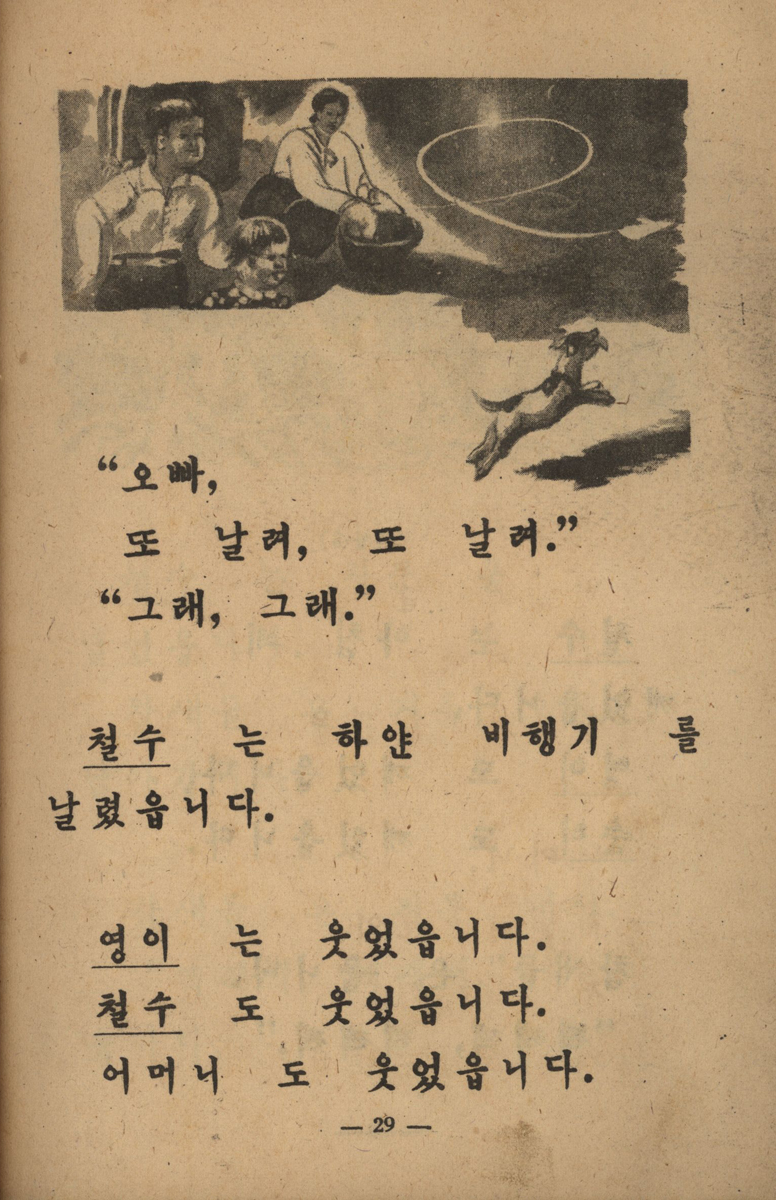 “오빠,
또 날려, 또 날려.”
“그래, 그래.”
철수 는 하얀 비행기 를
날렸읍니다.
영이 는 웃었읍니다.
철수 도 웃었읍니다.
어머니 도 웃었읍니다.
— 29 —